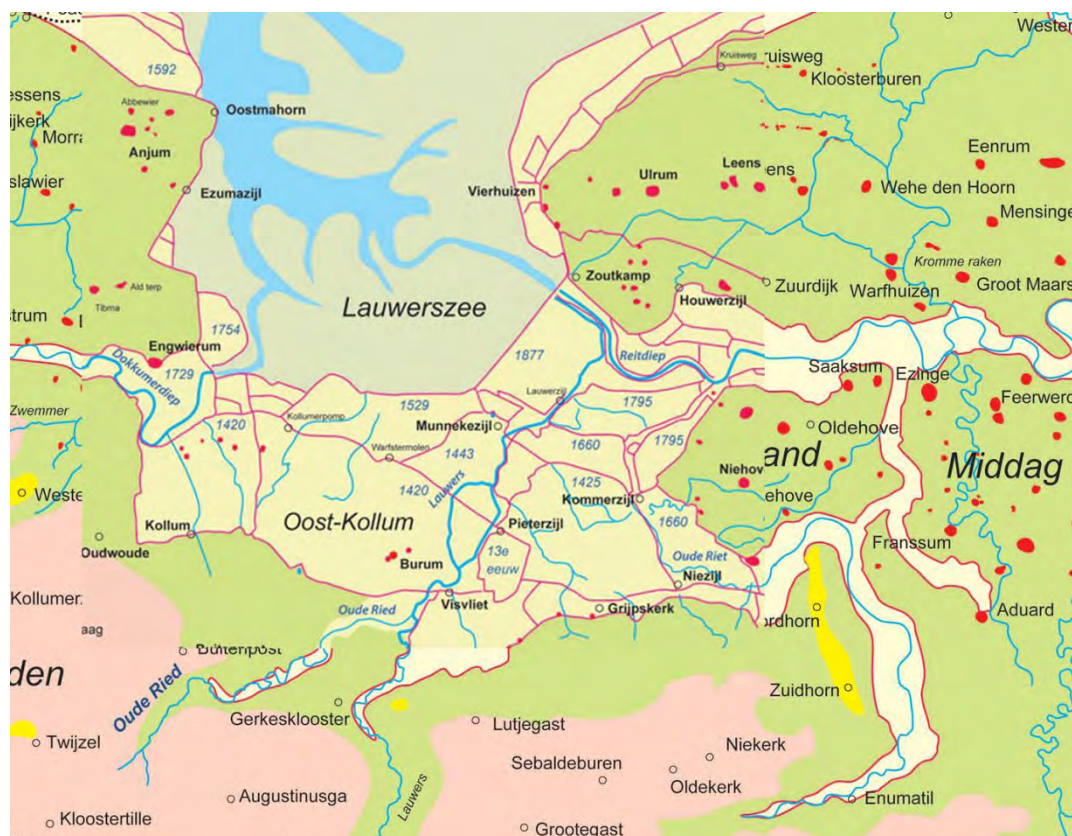 1592
Abbewier
Oostmahorn
Anjum
Ezumazijl
essens
ijkerk
Morra
slawier
Ald terp
Tibma
strum
Engwierum
1754
1729
Dokkumerdiep
Zwemmer
Weste
Lauwerszee
Kruisweg
ruisweg
Kloosterburen
Wester
Vierhuizen
Ulrum
Leens
ens
Eenrum
Wehe den Hoorn
Mensinge
Kromme raken
Groot Maars
Warfhuizen
Zoutkamp
Houwerzijl
Zuurdijk
1877
Reitdiep
Lauwerzijl
1795
1529
1420
Kollumerpomp
Munnekezijl
Warfstermolen
1443
1660
1795
1420
Lauwers
1425
Kommerzijl
1660
Oost-Kollum
Pieterzijl
13e
eeuw
Kollum
Oudwoude
Burum
Visvliet
Oude Ried
Oude Riet
Niezijl
Grijpskerk
Saaksum
Ezinge
Feerwerd
Oldehove
and
Middag
Niehov
ehove
Franssum
Aduard
ordhorn
Zuidhorn
Kollumer
aag
Buitenpost
den
Oude Ried
Gerkesklooster
Lutjegast
Twijzel
Sebaldeburen
Niekerk
Oldekerk
Augustinusga
Lauwers
Enumatil
Kloostertille
Grootegast